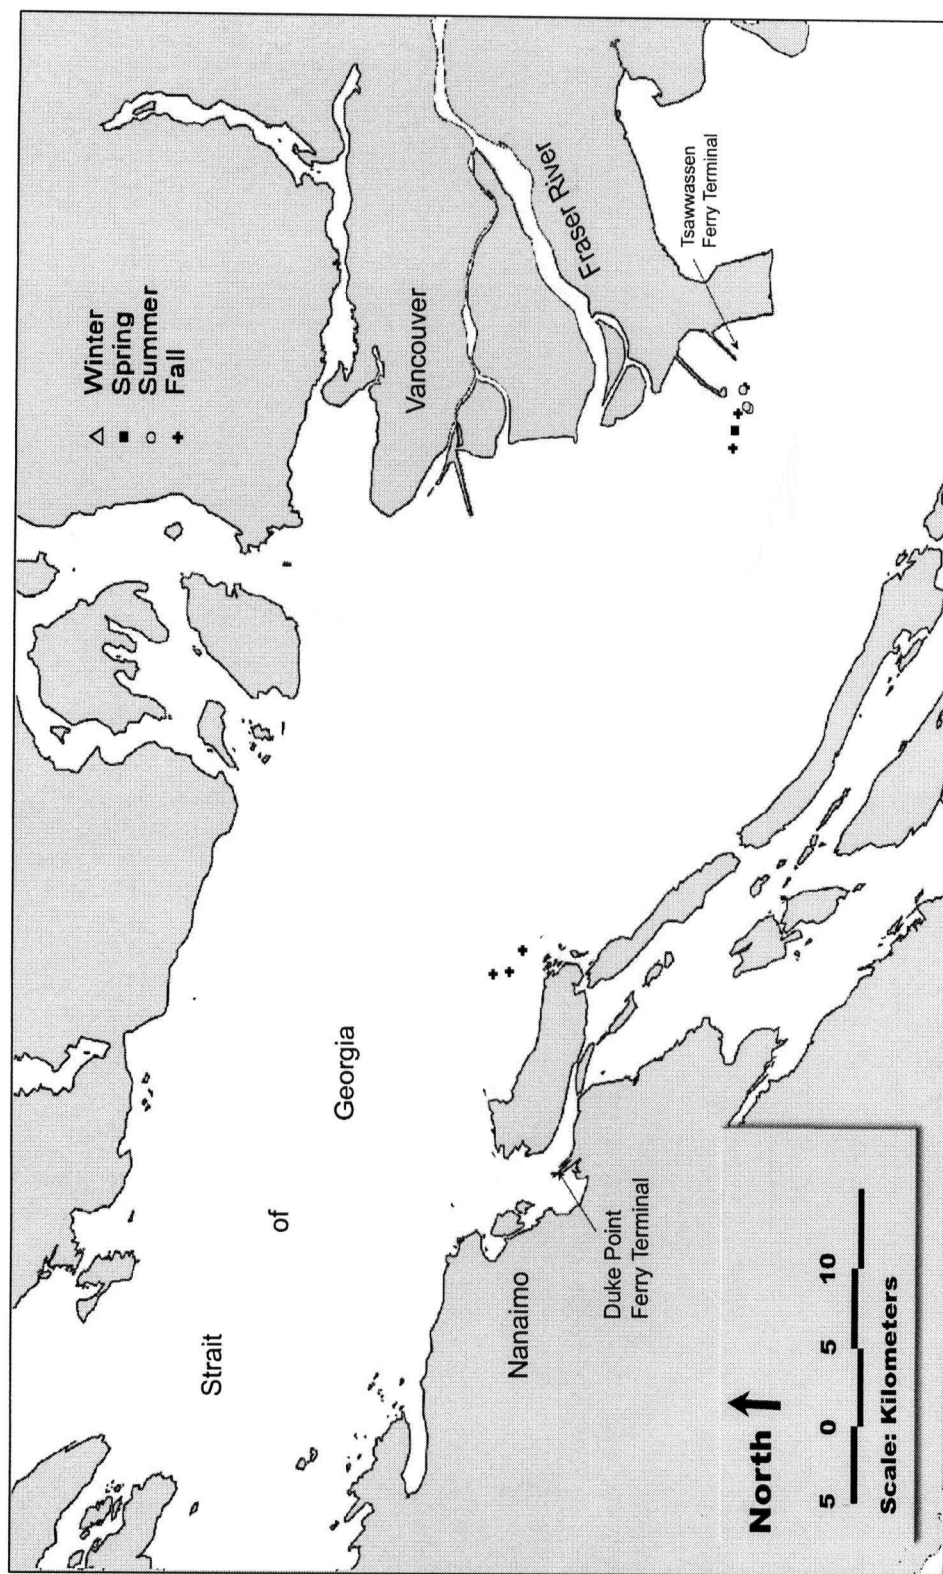 Winter
Spring
Summer
Fall
Vancouver
Fraser River
Tsawwassen
Ferry Terminal
Strait
of
Georgia
Nanaimo
Duke Point
Ferry Terminal
North
5 0 5 10
Scale: Kilometers